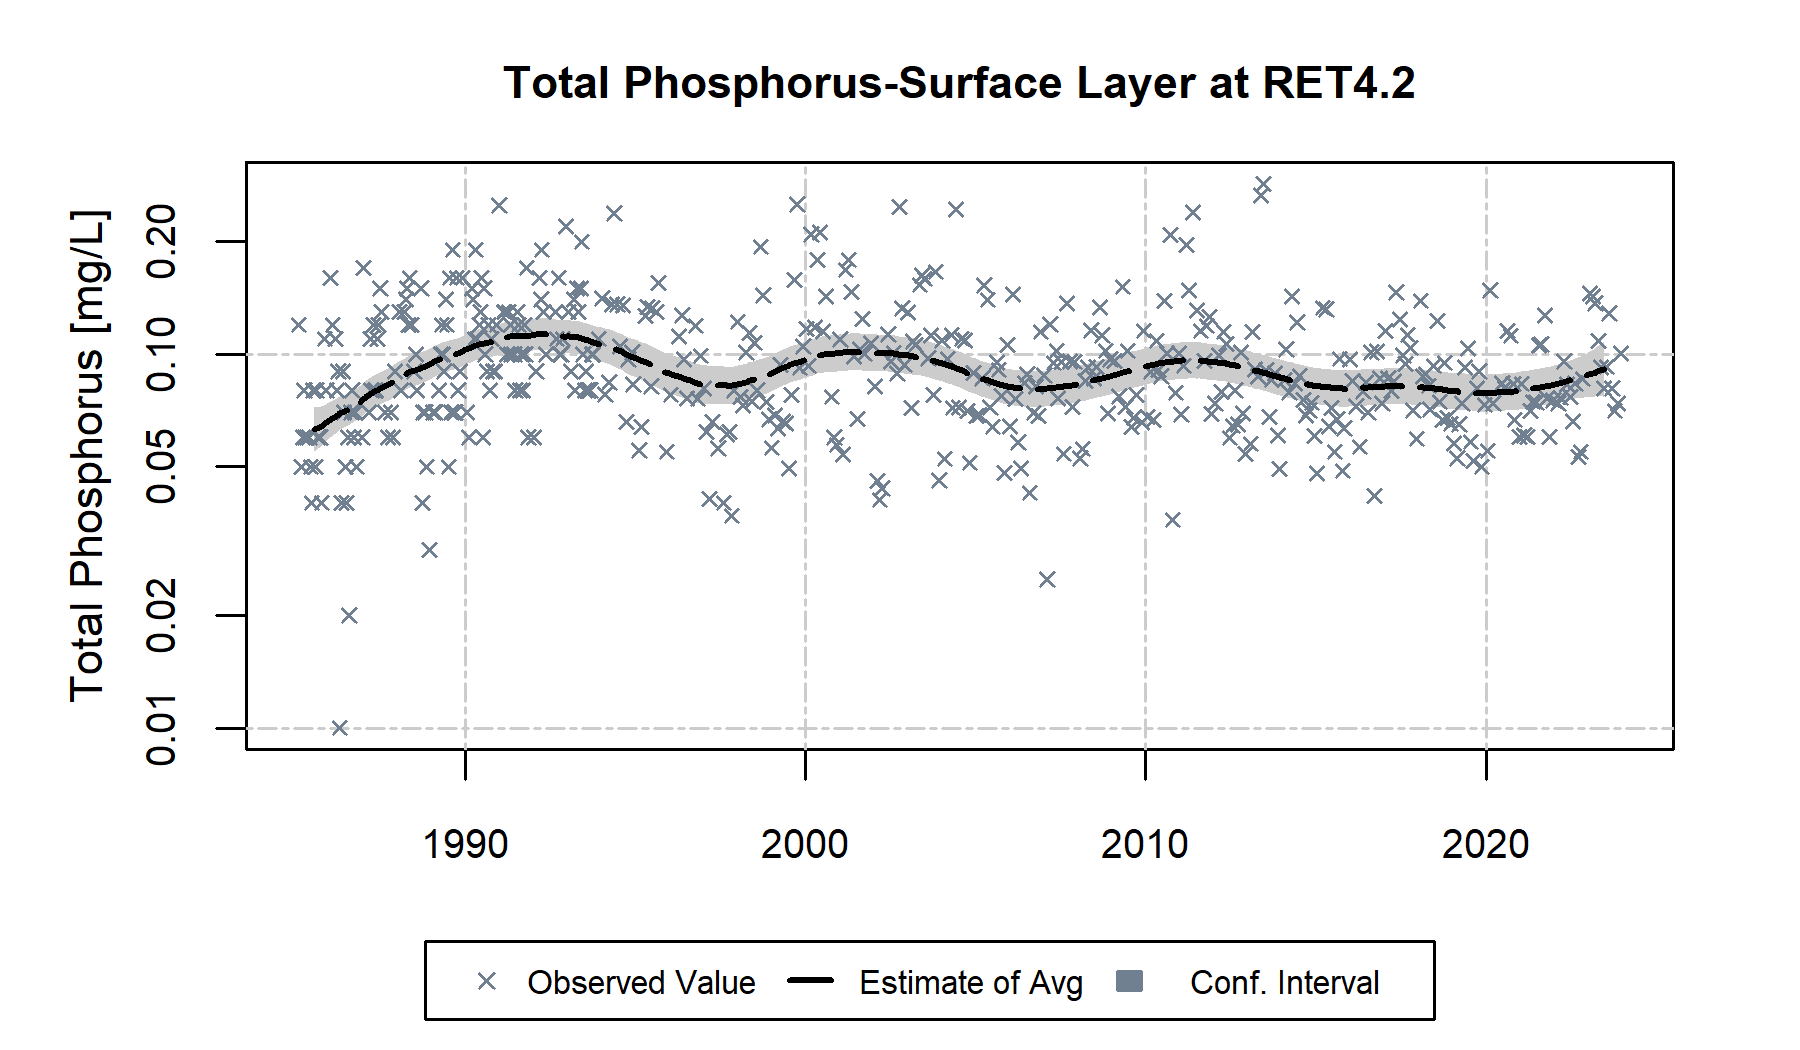 Total Phosphorus-Surface Layer at RET4.2
Total Phosphorus [mg/L]
0.20
0.10
0.05
0.02
0.01
1990 2000 2010 2020
Observed Value Estimate of Avg Conf. Interval